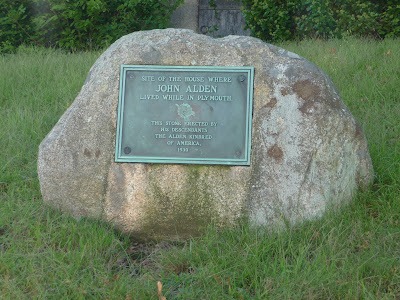 SITE OF THE HOUSE WHERE
JOHN ALDEN
LIVED WHILE IN PLYMOUTH
THIS STONE ERECTED
BY
HIS DESCENDANTS
THE ALDEN KINDRED
OF AMERICA
1930